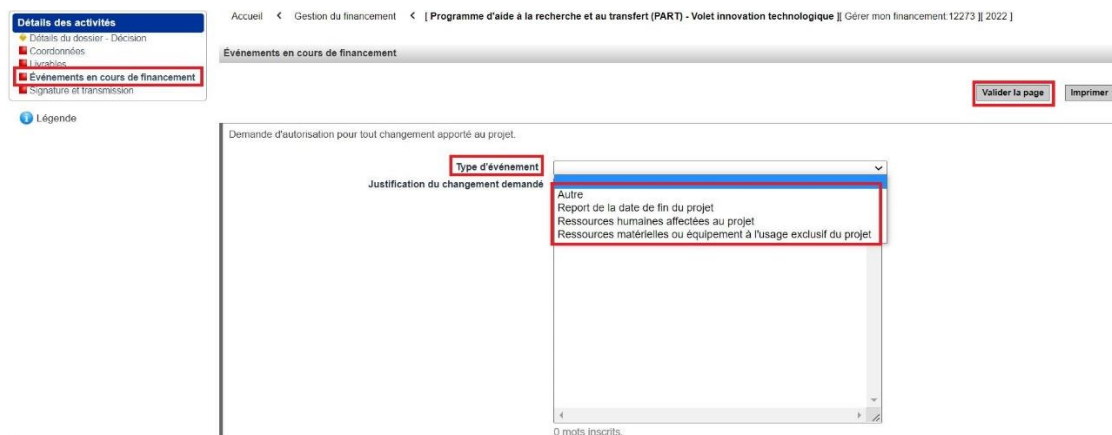 Accueil < Gestion du financement < [ Programme d'aide à la recherche et au transfert (PART) - Volet innovation technologique ][ Gérer mon financement:12273 ][ 2022 ]
Détails des activités
Détails du dossier - Décision
Coordonnées
Livrables
Événements en cours de financement
Signature et transmission
Légende
Événements en cours de financement
Valider la page
Imprimer
Demande d'autorisation pour tout changement apporté au projet.
Type d'événement
Justification du changement demandé
Autre
Report de la date de fin du projet
Ressources humaines affectées au projet
Ressources matérielles ou équipement à l'usage exclusif du projet
0 mots inscrits.